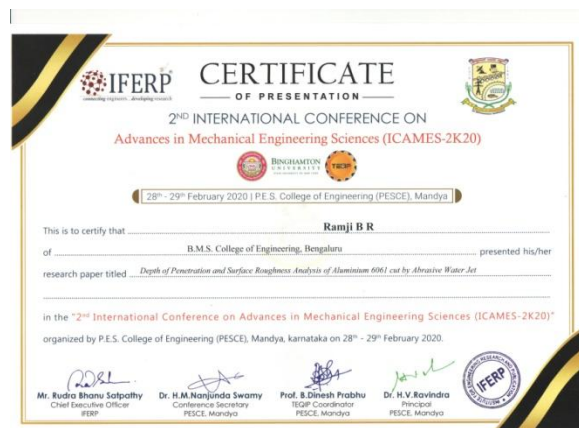 IFERP
connecting engineers... developing research
CERTIFICATE
OF PRESENTATION
2ND INTERNATIONAL CONFERENCE ON
Advances in Mechanical Engineering Sciences (ICAMES-2K20)
BINGHAMTON
UNIVERSITY
TEQIP
28th - 29th February 2020 | P.E.S. College of Engineering (PESCE), Mandya
This is to certify that Ramji B R
of B.M.S. College of Engineering, Bengaluru presented his/her
research paper titled Depth of Penetration and Surface Roughness Analysis of Aluminium 6061 cut by Abrasive Water Jet
in the "2nd International Conference on Advances in Mechanical Engineering Sciences (ICAMES-2K20)"
organized by P.E.S. College of Engineering (PESCE), Mandya, karnataka on 28th - 29th February 2020.
Mr. Rudra Bhanu Satpathy
Chief Executive Officer
IFERP
Dr. H.M.Nanjunda Swamy
Conference Secretary
PESCE, Mandya
Prof. B.Dinesh Prabhu
TEQIP Coordinator
PESCE, Mandya
Dr. H.V.Ravindra
Principal
PESCE, Mandya
IFERP